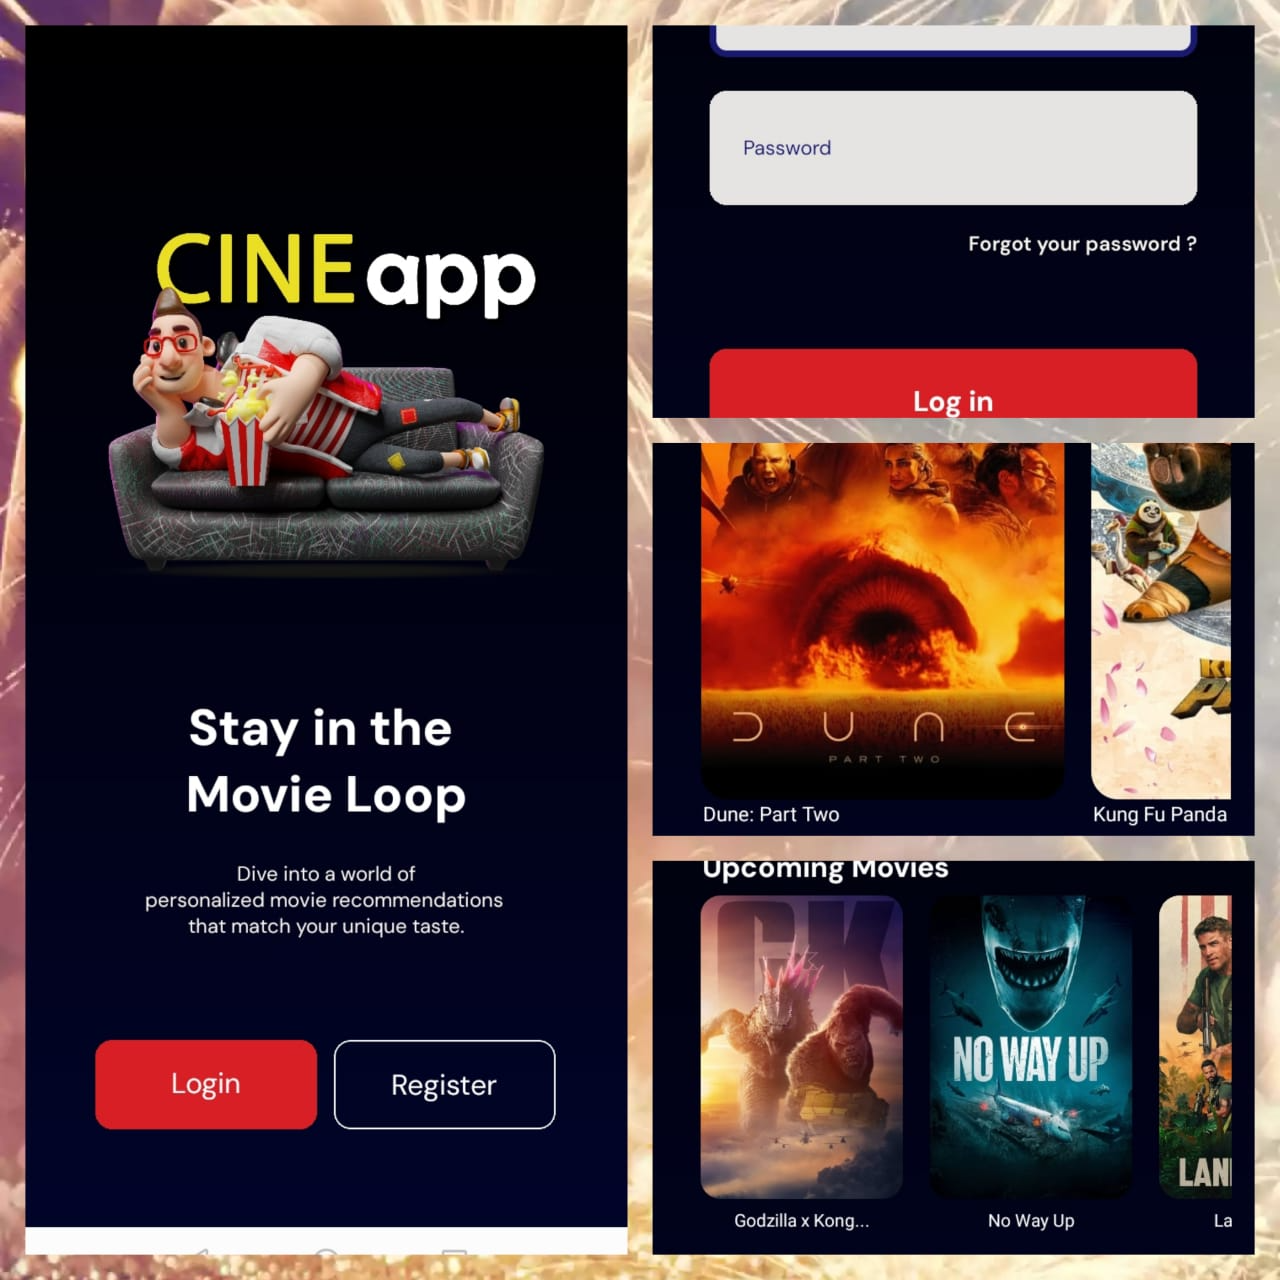 CINE app
Stay in the
Movie Loop
Dive into a world of
personalized movie recommendations
that match your unique taste.
Login
Register
Password
Forgot your password ?
Log in
DUNE
PART TWO
Dune: Part Two
Kung Fu Panda
Upcoming Movies
GK
NO WAY UP
LAN
Godzilla x Kong...
No Way Up
La